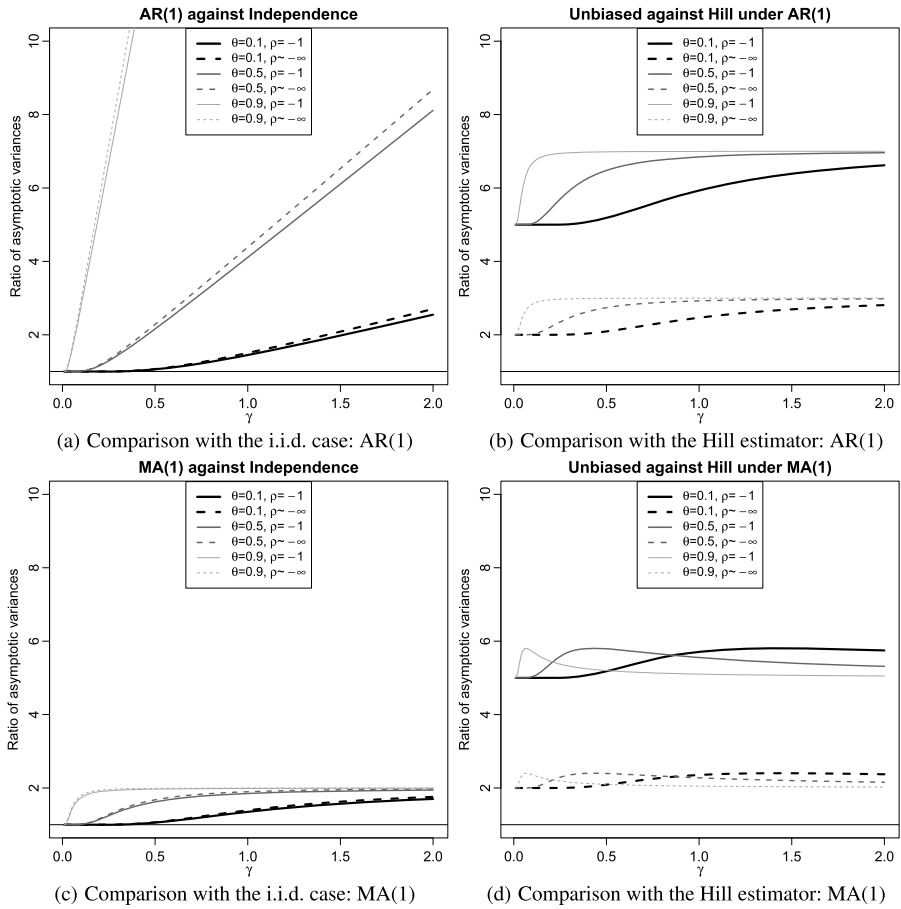 AR(1) against Independence
Ratio of asymptotic variances
10
8
6
4
2
θ=0.1, ρ= −1
θ=0.1, ρ~ −∞
θ=0.5, ρ= −1
θ=0.5, ρ~ −∞
θ=0.9, ρ= −1
θ=0.9, ρ~ −∞
0.0 0.5 1.0 1.5 2.0
γ
(a) Comparison with the i.i.d. case: AR(1)
Unbiased against Hill under AR(1)
Ratio of asymptotic variances
10
8
6
4
2
θ=0.1, ρ= −1
θ=0.1, ρ~ −∞
θ=0.5, ρ= −1
θ=0.5, ρ~ −∞
θ=0.9, ρ= −1
θ=0.9, ρ~ −∞
0.0 0.5 1.0 1.5 2.0
γ
(b) Comparison with the Hill estimator: AR(1)
MA(1) against Independence
Ratio of asymptotic variances
10
8
6
4
2
θ=0.1, ρ= −1
θ=0.1, ρ~ −∞
θ=0.5, ρ= −1
θ=0.5, ρ~ −∞
θ=0.9, ρ= −1
θ=0.9, ρ~ −∞
0.0 0.5 1.0 1.5 2.0
γ
(c) Comparison with the i.i.d. case: MA(1)
Unbiased against Hill under MA(1)
Ratio of asymptotic variances
10
8
6
4
2
θ=0.1, ρ= −1
θ=0.1, ρ~ −∞
θ=0.5, ρ= −1
θ=0.5, ρ~ −∞
θ=0.9, ρ= −1
θ=0.9, ρ~ −∞
0.0 0.5 1.0 1.5 2.0
γ
(d) Comparison with the Hill estimator: MA(1)